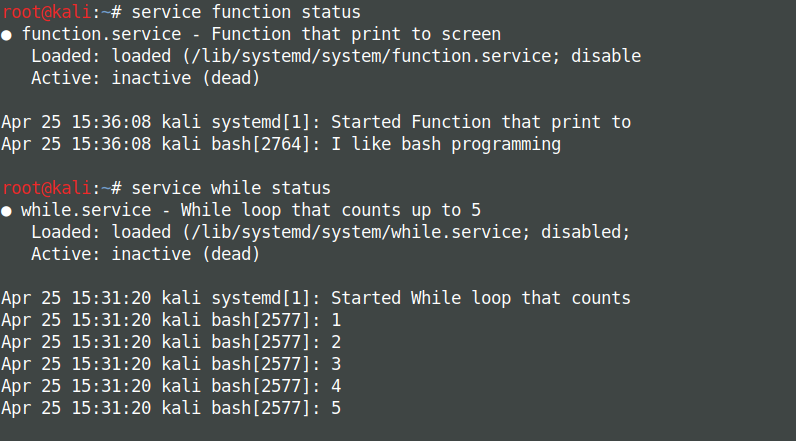 root@kali:~# service function status
● function.service - Function that print to screen
   Loaded: loaded (/lib/systemd/system/function.service; disable
   Active: inactive (dead)

Apr 25 15:36:08 kali systemd[1]: Started Function that print to
Apr 25 15:36:08 kali bash[2764]: I like bash programming

root@kali:~# service while status
● while.service - While loop that counts up to 5
   Loaded: loaded (/lib/systemd/system/while.service; disabled;
   Active: inactive (dead)

Apr 25 15:31:20 kali systemd[1]: Started While loop that counts
Apr 25 15:31:20 kali bash[2577]: 1
Apr 25 15:31:20 kali bash[2577]: 2
Apr 25 15:31:20 kali bash[2577]: 3
Apr 25 15:31:20 kali bash[2577]: 4
Apr 25 15:31:20 kali bash[2577]: 5